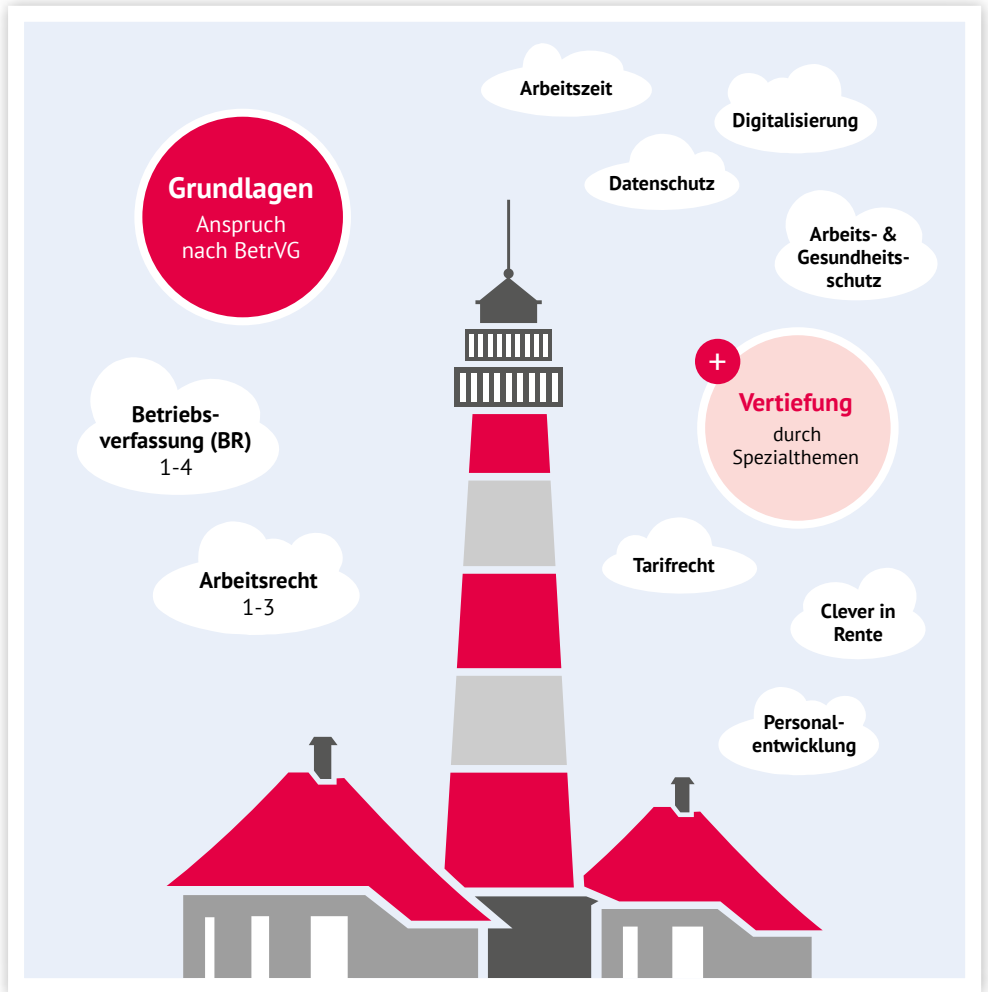 Grundlagen
Anspruch
nach BetrVG
Betriebs-
verfassung (BR)
1-4
Arbeitsrecht
1-3
Arbeitszeit
Digitalisierung
Datenschutz
Arbeits- &
Gesundheits-
schutz
+
Vertiefung
durch
Spezialthemen
Tarifrecht
Clever in
Rente
Personal-
entwicklung